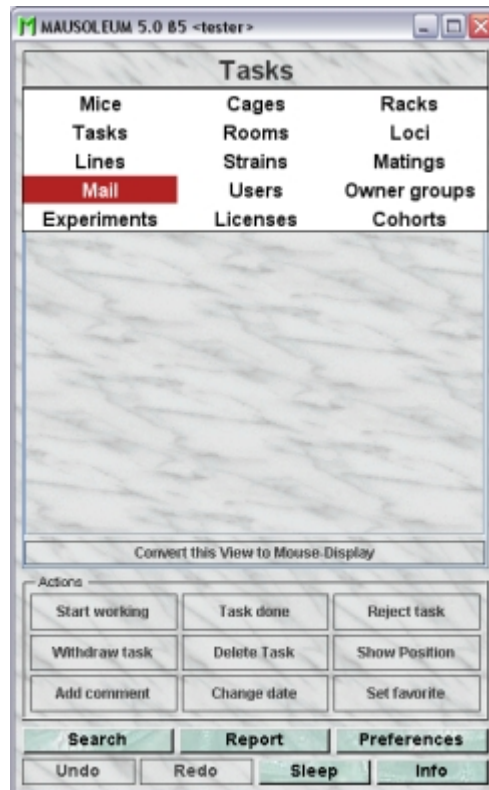 MAUSOLEUM 5.0 ß5 <tester>
Tasks
Mice Cages Racks
Tasks Rooms Loci
Lines Strains Matings
Mail Users Owner groups
Experiments Licenses Cohorts
Convert this View to Mouse-Display
Actions
Start working Task done Reject task
Withdraw task Delete Task Show Position
Add comment Change date Set favorite
Search Report Preferences
Undo Redo Sleep Info